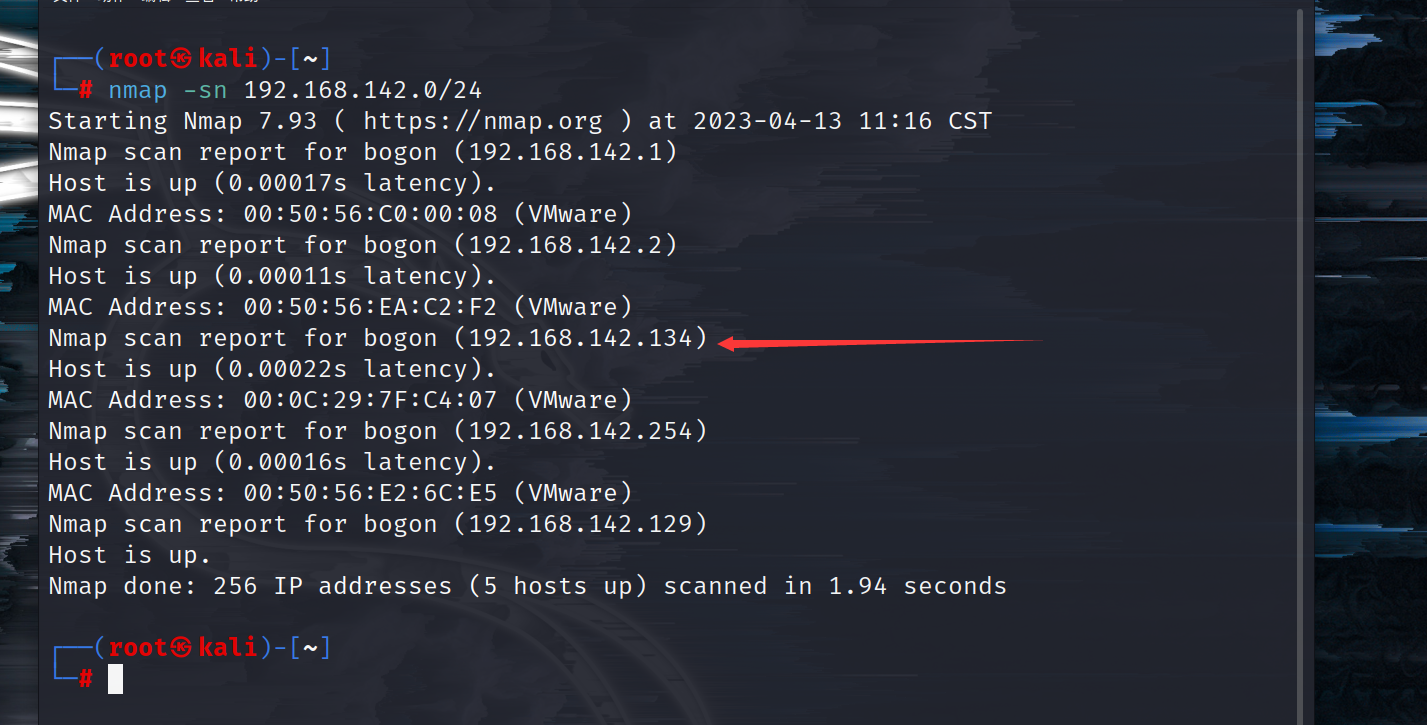 ┌──(root㉿kali)-[~]
└─# nmap -sn 192.168.142.0/24
Starting Nmap 7.93 ( https://nmap.org ) at 2023-04-13 11:16 CST
Nmap scan report for bogon (192.168.142.1)
Host is up (0.00017s latency).
MAC Address: 00:50:56:C0:00:08 (VMware)
Nmap scan report for bogon (192.168.142.2)
Host is up (0.00011s latency).
MAC Address: 00:50:56:EA:C2:F2 (VMware)
Nmap scan report for bogon (192.168.142.134)
Host is up (0.00022s latency).
MAC Address: 00:0C:29:7F:C4:07 (VMware)
Nmap scan report for bogon (192.168.142.254)
Host is up (0.00016s latency).
MAC Address: 00:50:56:E2:6C:E5 (VMware)
Nmap scan report for bogon (192.168.142.129)
Host is up.
Nmap done: 256 IP addresses (5 hosts up) scanned in 1.94 seconds
┌──(root㉿kali)-[~]
└─#